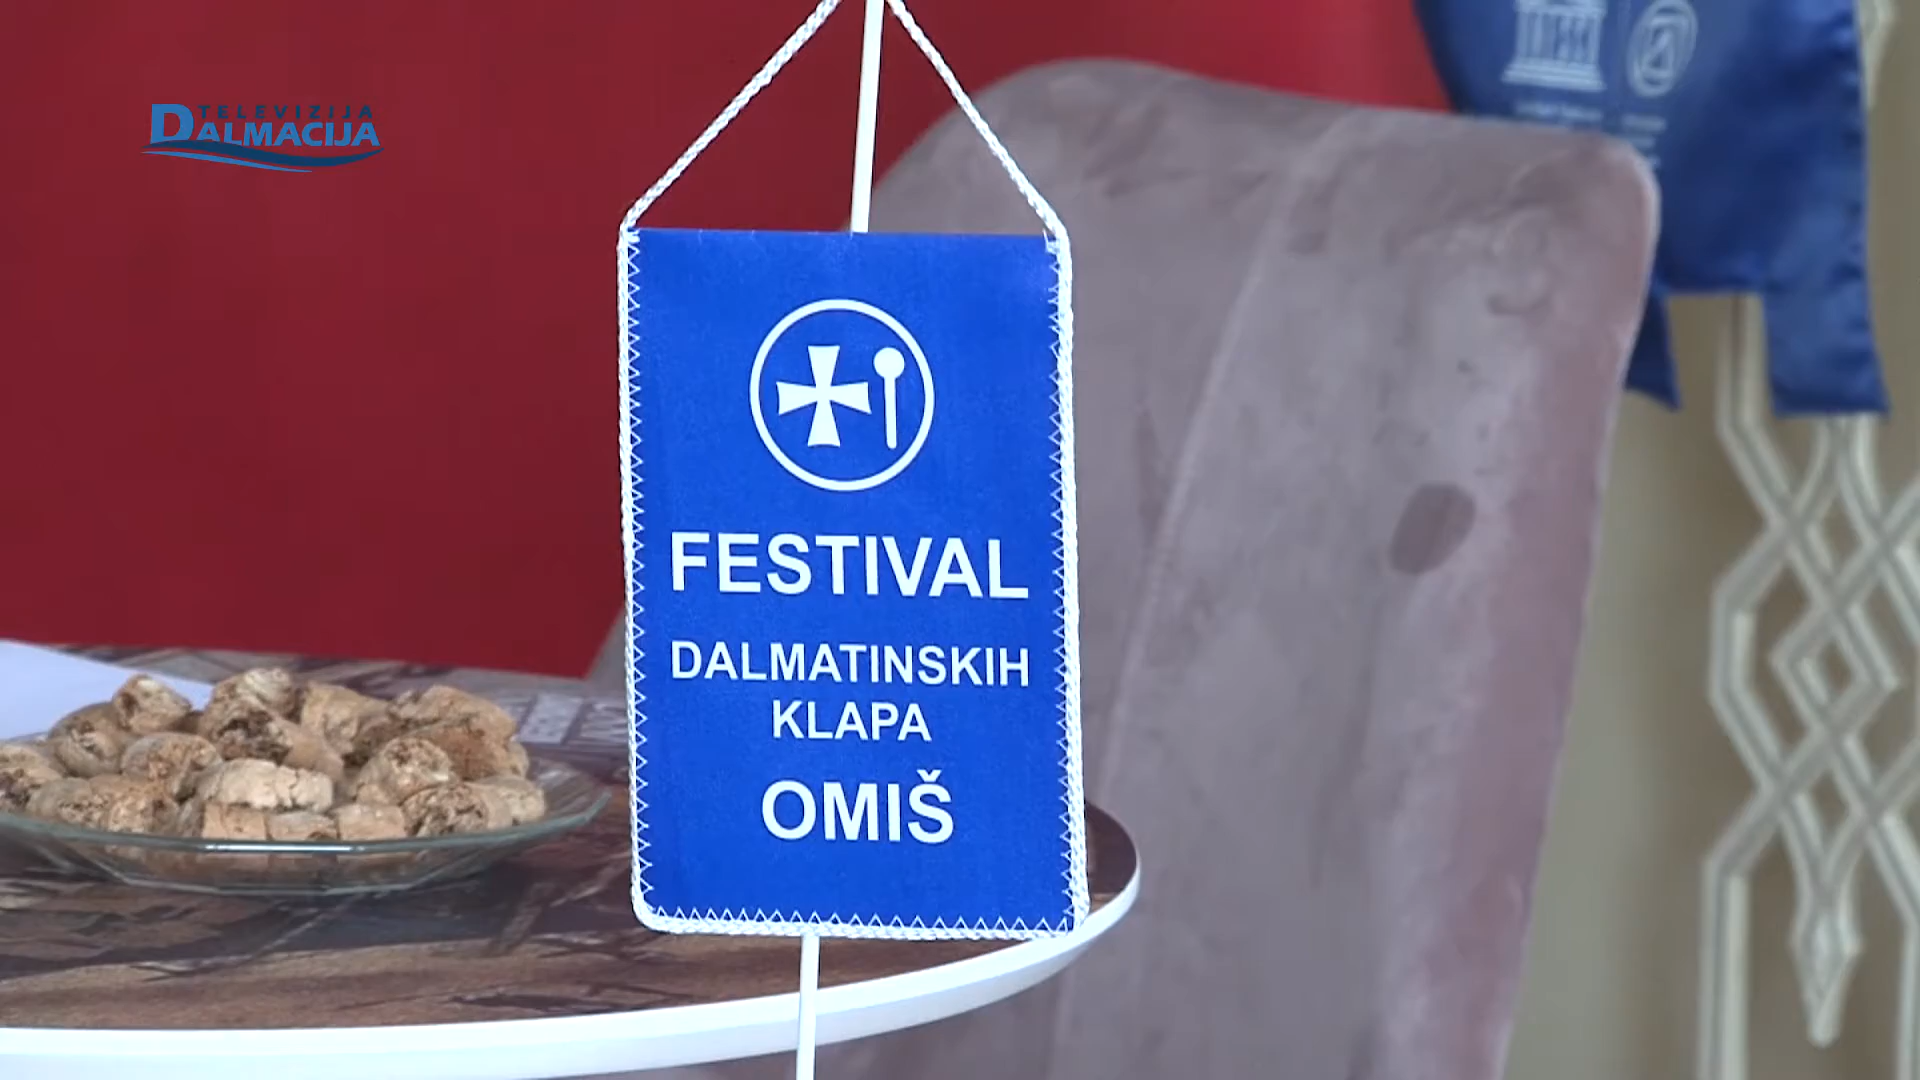 TELEVIZIJA
DALMACIJA
FESTIVAL
DALMATINSKIH
KLAPA
OMIŠ